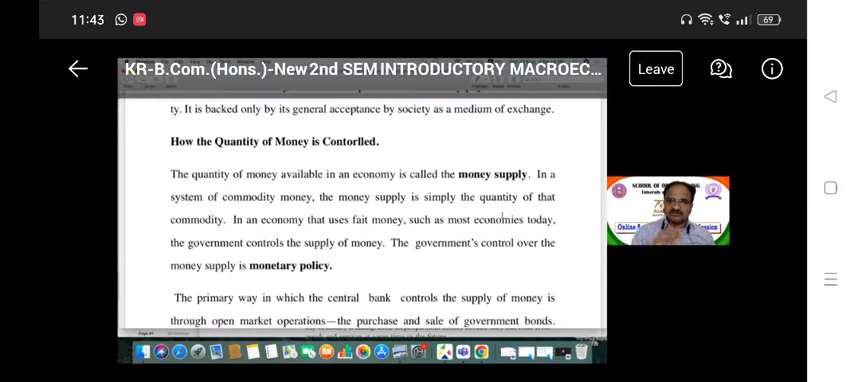 11:43
69
KR-B.Com.(Hons.)-New 2nd SEM INTRODUCTORY MACROEC...
Leave
ty. It is backed only by its general acceptance by society as a medium of exchange.
How the Quantity of Money is Contorlled.
The quantity of money available in an economy is called the money supply. In a
system of commodity money, the money supply is simply the quantity of that
commodity. In an economy that uses fait money, such as most economies today,
the government controls the supply of money. The government's control over the
money supply is monetary policy.
The primary way in which the central bank controls the supply of money is
through open market operations—the purchase and sale of government bonds.
SCHOOL OF
Online